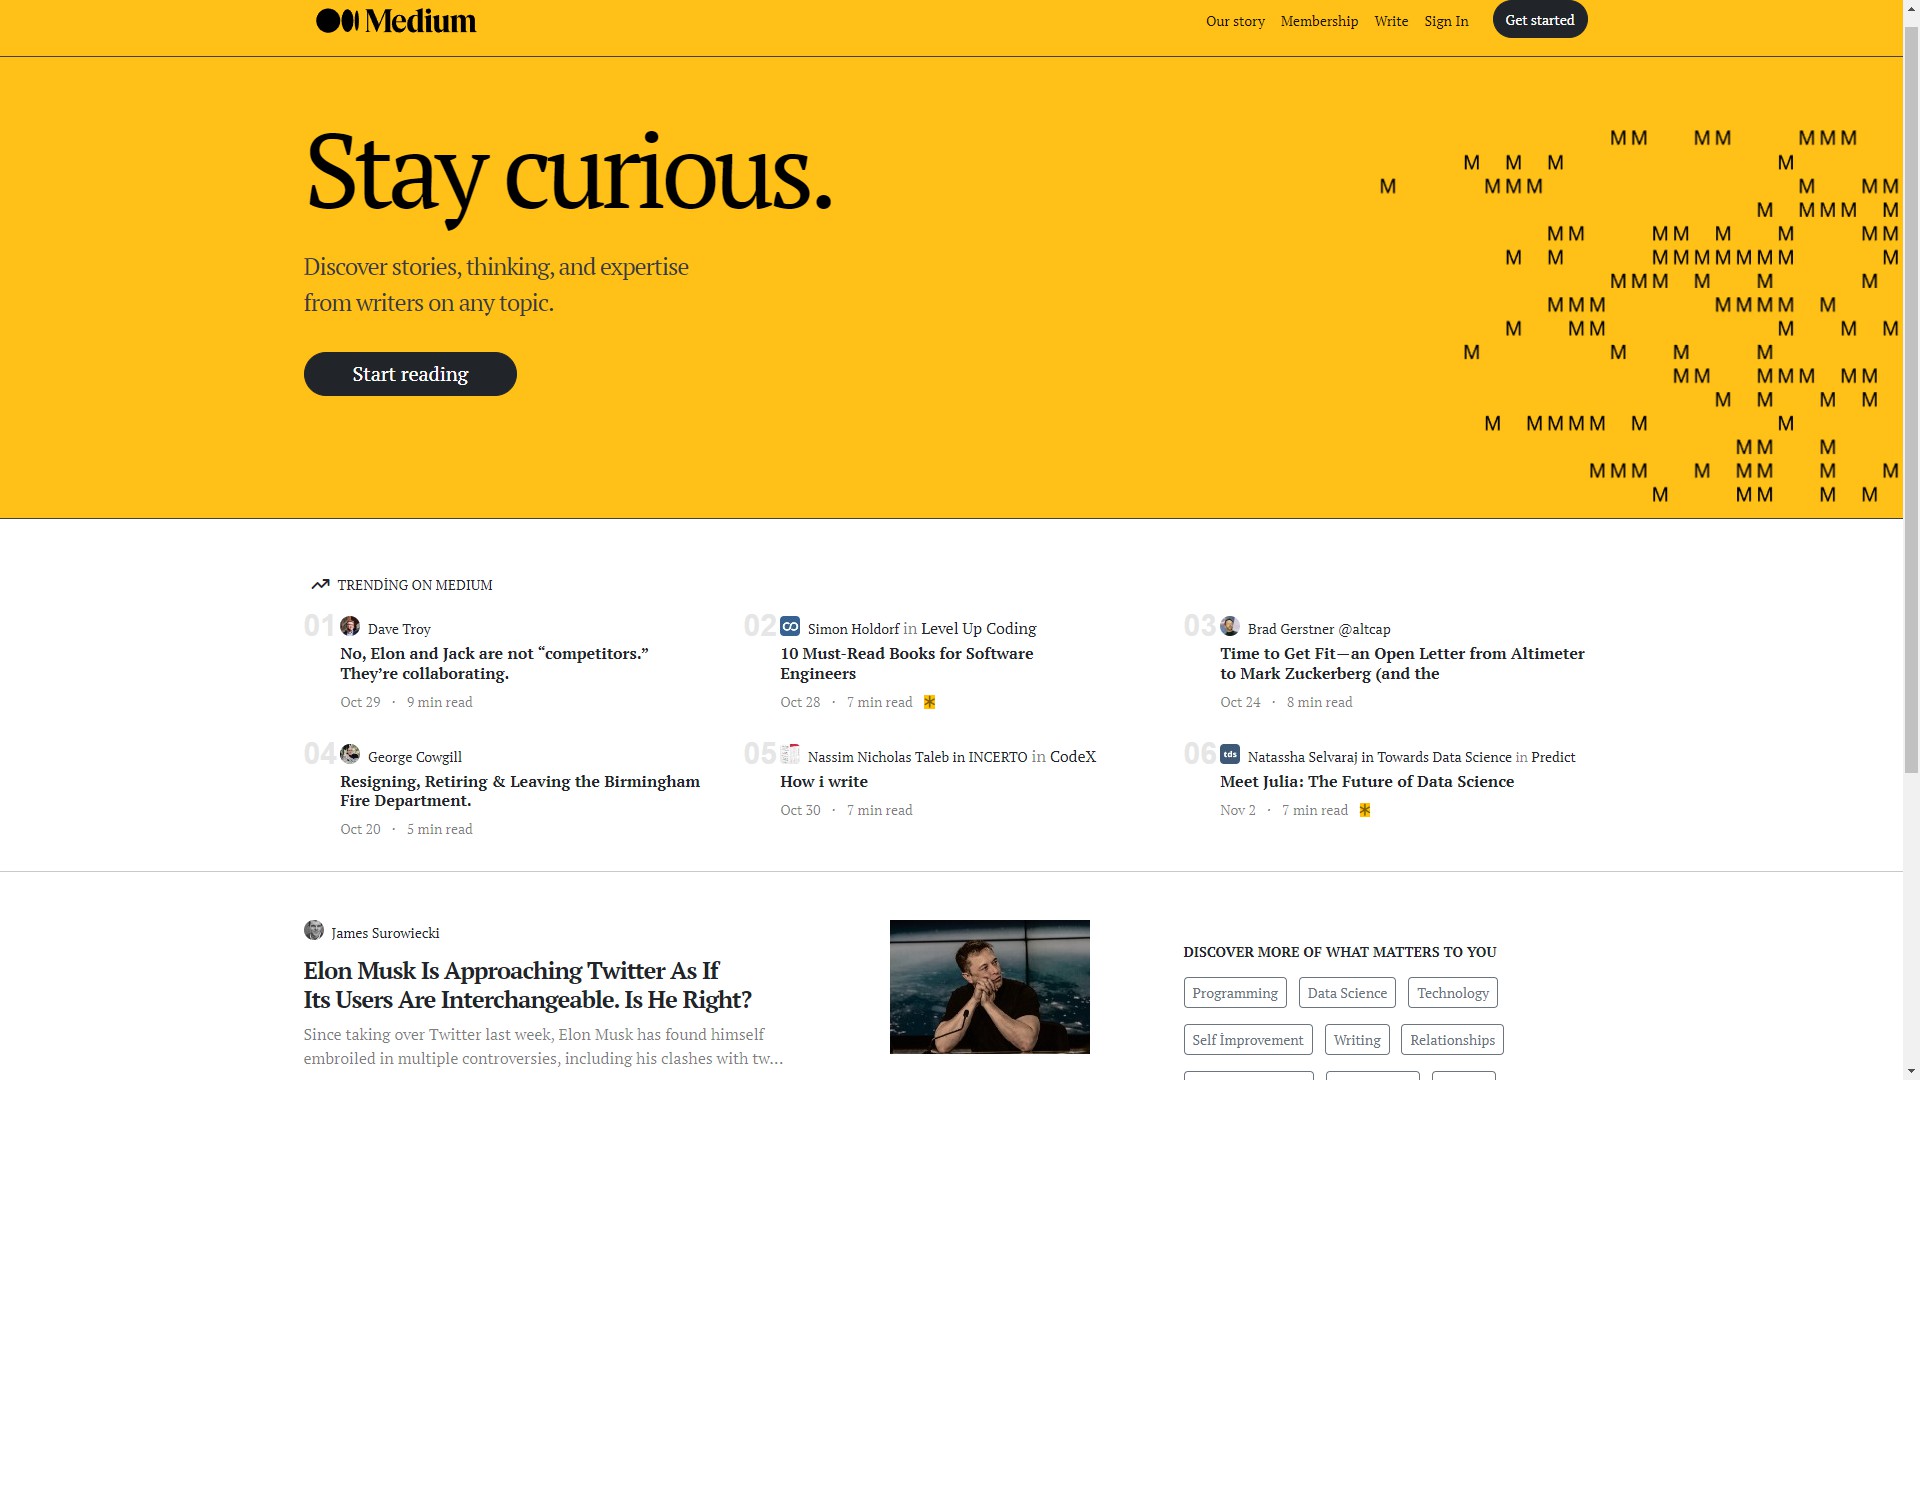 Medium
Our story Membership Write Sign In Get started
Stay curious.
Discover stories, thinking, and expertise
from writers on any topic.
Start reading
M M M M M M M
M M M M
M M M M M M M
M M M M M
M M M M M M M M
M M M M M M M M M M
M M M M M M
M M M M M M M M
M M M M M M
M M M M
M M M M M M M
M M M M M
M M M M M M M
M M M
M M M M M M M M
M M M M M
TRENDİNG ON MEDIUM
01 Dave Troy
No, Elon and Jack are not “competitors.”
They’re collaborating.
Oct 29 · 9 min read
02 Simon Holdorf in Level Up Coding
10 Must-Read Books for Software
Engineers
Oct 28 · 7 min read
03 Brad Gerstner @altcap
Time to Get Fit—an Open Letter from Altimeter
to Mark Zuckerberg (and the
Oct 24 · 8 min read
04 George Cowgill
Resigning, Retiring & Leaving the Birmingham
Fire Department.
Oct 20 · 5 min read
05 Nassim Nicholas Taleb in INCERTO in CodeX
How i write
Oct 30 · 7 min read
06 tds Natassha Selvaraj in Towards Data Science in Predict
Meet Julia: The Future of Data Science
Nov 2 · 7 min read
James Surowiecki
Elon Musk Is Approaching Twitter As If
Its Users Are Interchangeable. Is He Right?
Since taking over Twitter last week, Elon Musk has found himself
embroiled in multiple controversies, including his clashes with tw...
DISCOVER MORE OF WHAT MATTERS TO YOU
Programming Data Science Technology
Self İmprovement Writing Relationships